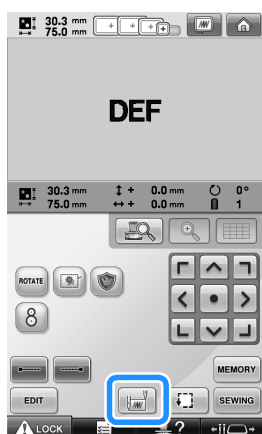 30.3 mm
75.0 mm
DEF
30.3 mm ↕ + 0.0 mm 0°
75.0 mm ↔ + 0.0 mm 1
ROTATE
8
MEMORY
EDIT
SEWING
LOCK
?